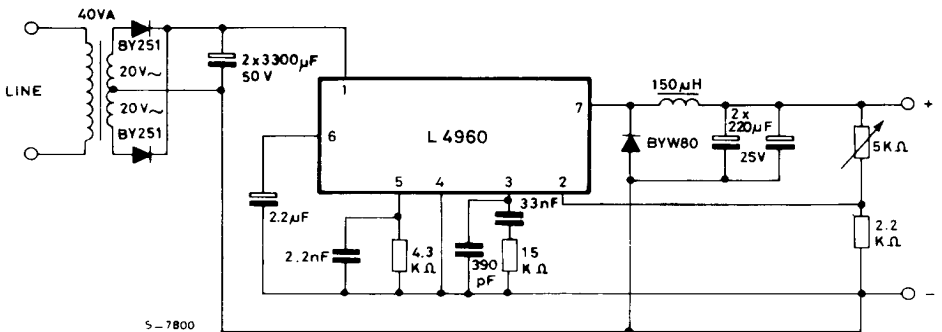 40VA
BY251
20V~
LINE
20V~
BY251
2x3300µF
50V
1
6
L4960
7
5
4
3
2
150µH
2x
220µF
25V
BYW80
+
5KΩ
2.2µF
2.2nF
4.3
KΩ
390
pF
33nF
15
KΩ
2.2
KΩ
-
S-7800